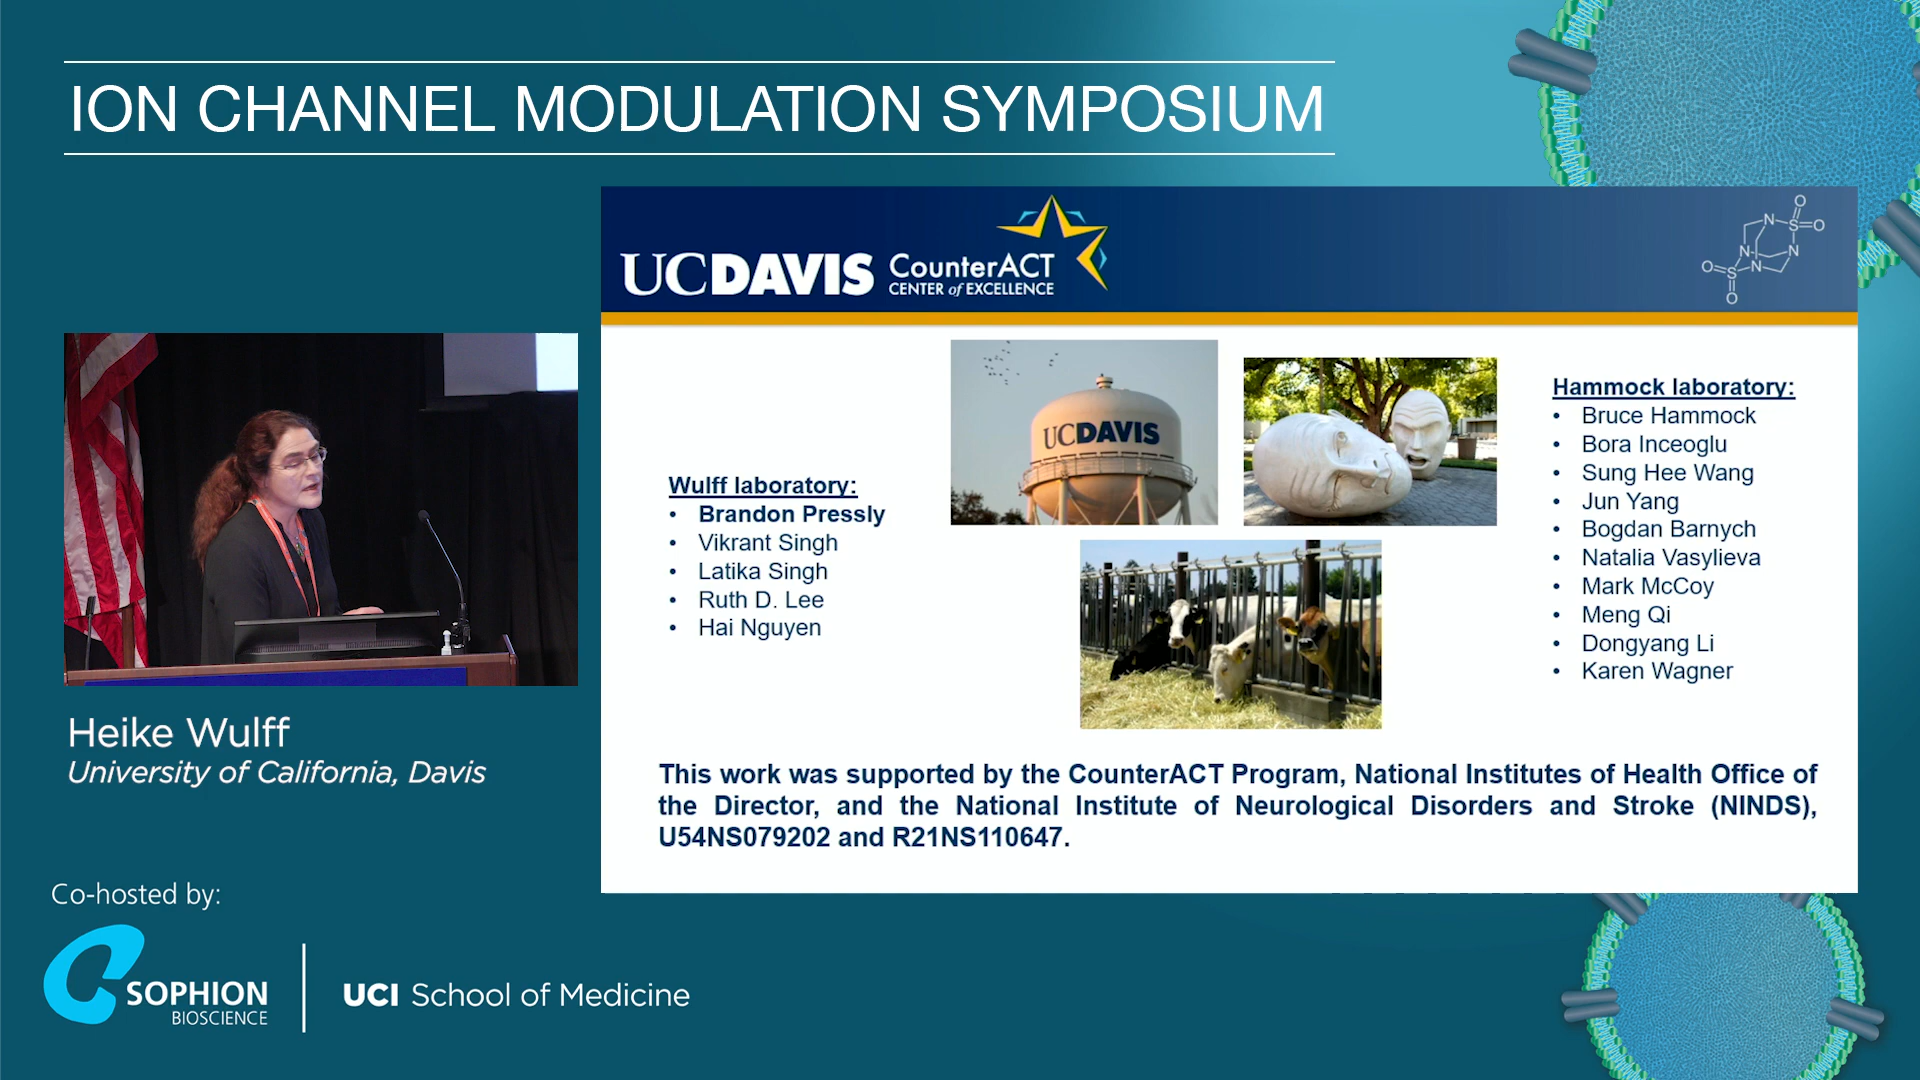 ION CHANNEL MODULATION SYMPOSIUM
UCDAVIS
CounterACT
CENTER of EXCELLENCE
O
N
S
O
N
N
O
S
N
O
UCDAVIS
Wulff laboratory:
• Brandon Pressly
• Vikrant Singh
• Latika Singh
• Ruth D. Lee
• Hai Nguyen
Hammock laboratory:
• Bruce Hammock
• Bora Inceoglu
• Sung Hee Wang
• Jun Yang
• Bogdan Barnych
• Natalia Vasylieva
• Mark McCoy
• Meng Qi
• Dongyang Li
• Karen Wagner
This work was supported by the CounterACT Program, National Institutes of Health Office of
the Director, and the National Institute of Neurological Disorders and Stroke (NINDS),
U54NS079202 and R21NS110647.
Heike Wulff
University of California, Davis
Co-hosted by:
SOPHION
BIOSCIENCE
UCI School of Medicine